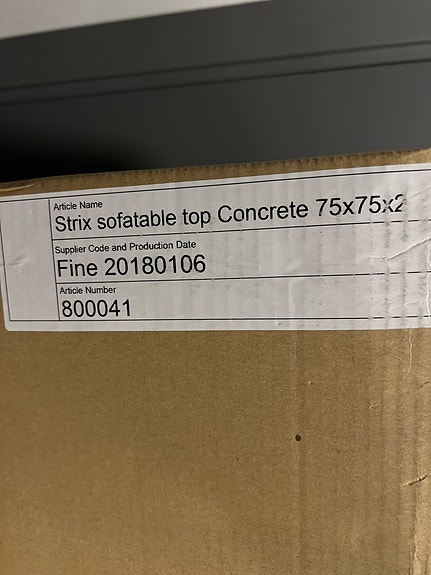 Article Name
Strix sofatable top Concrete 75x75x2
Supplier Code and Production Date
Fine 20180106
Article Number
800041